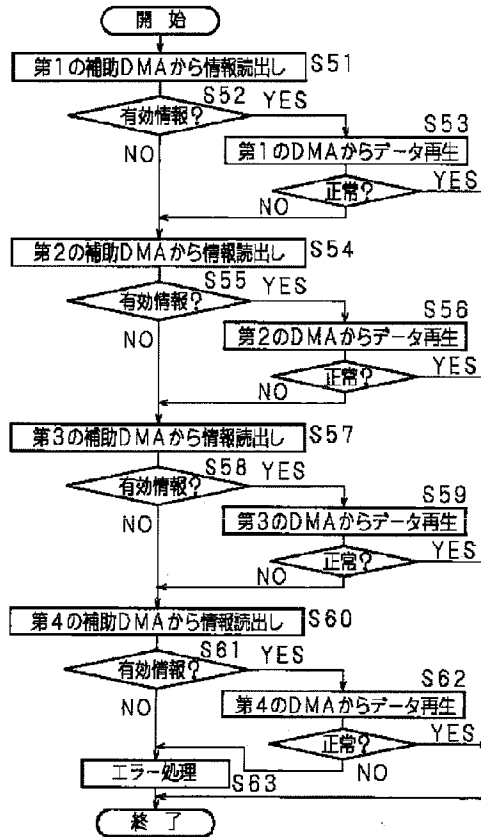 開始
第1の補助DMAから情報読出し S51
S52
有効情報? YES
NO
S53
第1のDMAからデータ再生
正常? YES
NO
第2の補助DMAから情報読出し S54
S55
有効情報? YES
NO
S56
第2のDMAからデータ再生
正常? YES
NO
第3の補助DMAから情報読出し S57
S58
有効情報? YES
NO
S59
第3のDMAからデータ再生
正常? YES
NO
第4の補助DMAから情報読出し S60
S61
有効情報? YES
NO
S62
第4のDMAからデータ再生
正常? YES
NO
エラー処理 S63
終了